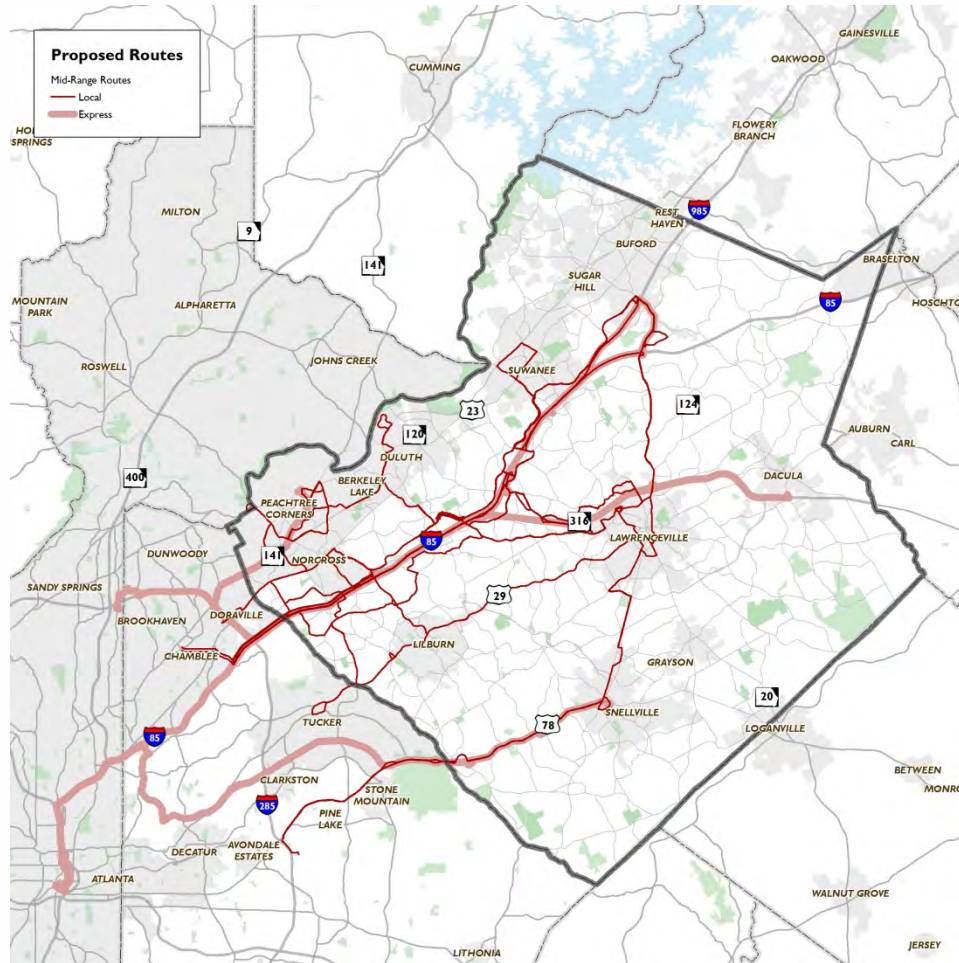 Proposed Routes
Mid-Range Routes
Local
Express
GAINESVILLE
OAKWOOD
CUMMING
FLOWERY
BRANCH
SPRINGS
MILTON
9
REST
HAVEN
985
BUFORD
141
BRASELTON
SUGAR
HILL
MOUNTAIN
PARK
ALPHARETTA
85
HOSCHTO
JOHNS CREEK
ROSWELL
SUWANEE
23
124
120
DULUTH
AUBURN
CARL
400
BERKELEY
LAKE
DACULA
PEACHTREE
CORNERS
316
85
LAWRENCEVILLE
DUNWOODY
141
NORCROSS
SANDY SPRINGS
29
BROOKHAVEN
DORAVILLE
LILBURN
CHAMBLEE
GRAYSON
20
SNELLVILLE
TUCKER
78
LOGANVILLE
85
CLARKSTON
STONE
MOUNTAIN
BETWEEN
285
PINE
LAKE
MONRO
DECATUR
AVONDALE
ESTATES
ATLANTA
WALNUT GROVE
LITHONIA
JERSEY